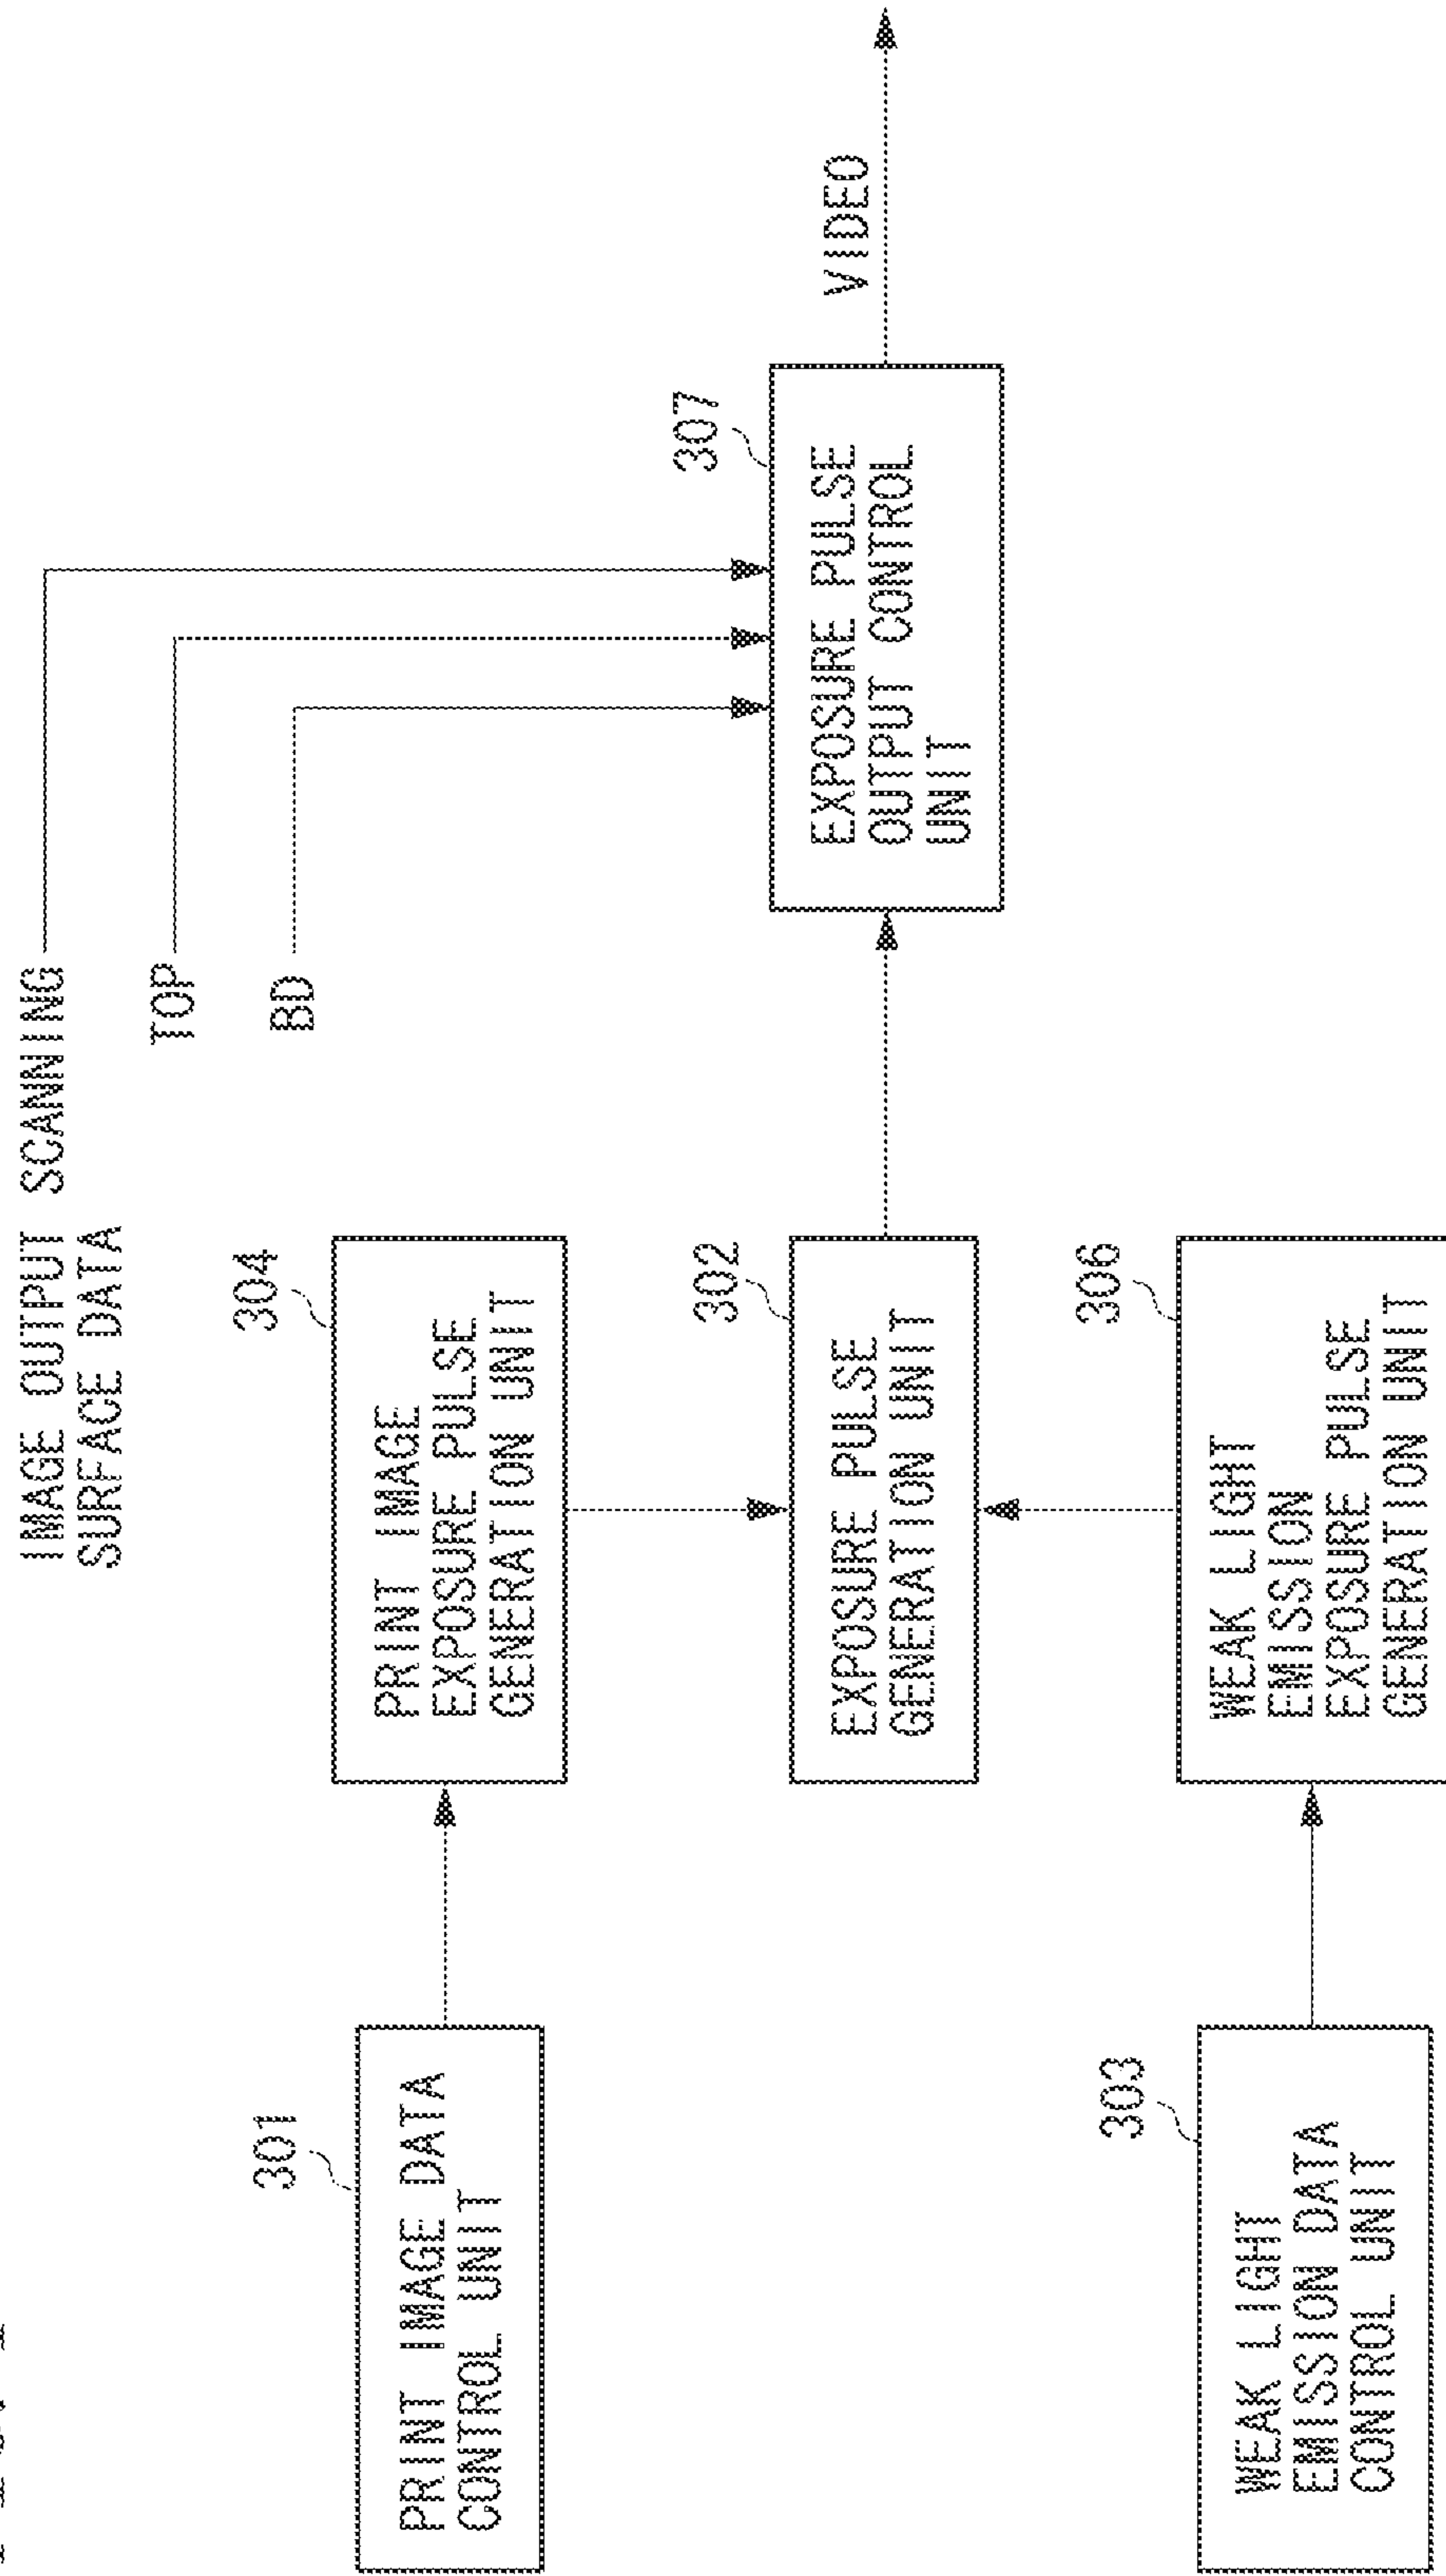 IMAGE OUTPUT SCANNING
SURFACE DATA
TOP
BD
301
PRINT IMAGE DATA
CONTROL UNIT
304
PRINT IMAGE
EXPOSURE PULSE
GENERATION UNIT
302
EXPOSURE PULSE
GENERATION UNIT
307
EXPOSURE PULSE
OUTPUT CONTROL
UNIT
VIDEO
303
WEAK LIGHT
EMISSION DATA
CONTROL UNIT
306
WEAK LIGHT
EMISSION
EXPOSURE PULSE
GENERATION UNIT